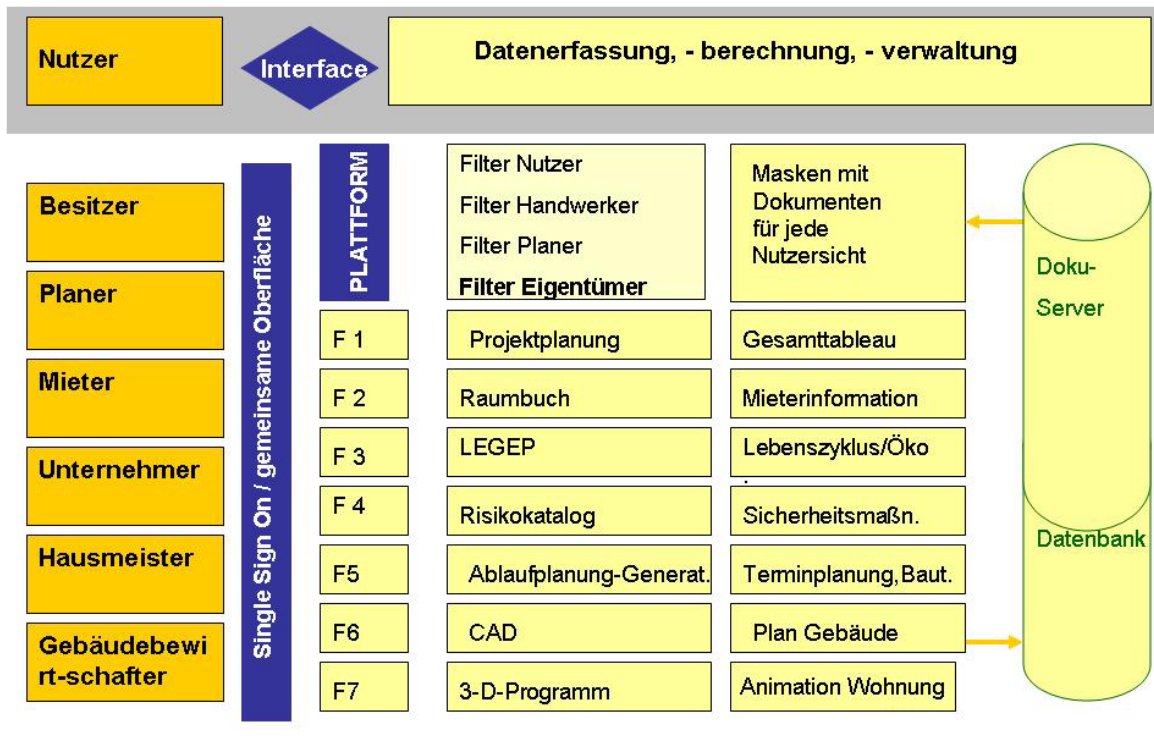 Nutzer
Interface
Datenerfassung, - berechnung, - verwaltung
Besitzer
Planer
Mieter
Unternehmer
Hausmeister
Gebäudebewi
rt-schafter
Single Sign On / gemeinsame Oberfläche
PLATTFORM
Filter Nutzer
Filter Handwerker
Filter Planer
Filter Eigentümer
Masken mit
Dokumenten
für jede
Nutzersicht
F 1
Projektplanung
Gesamttableau
F 2
Raumbuch
Mieterinformation
F 3
LEGEP
Lebenszyklus/Öko
.
F 4
Risikokatalog
Sicherheitsmaßn.
F5
Ablaufplanung-Generat.
Terminplanung,Baut.
F6
CAD
Plan Gebäude
F7
3-D-Programm
Animation Wohnung
Doku-
Server
Datenbank